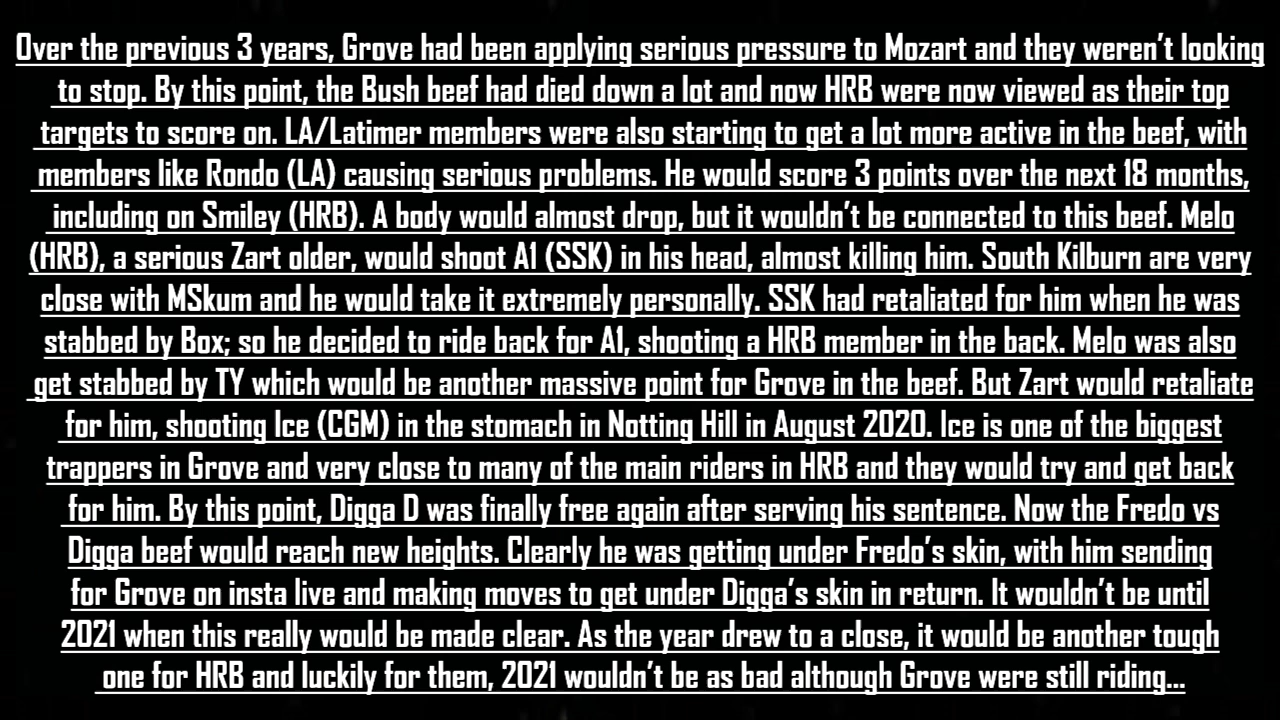 Over the previous 3 years, Grove had been applying serious pressure to Mozart and they weren’t looking
to stop. By this point, the Bush beef had died down a lot and now HRB were now viewed as their top
targets to score on. LA/Latimer members were also starting to get a lot more active in the beef, with
members like Rondo (LA) causing serious problems. He would score 3 points over the next 18 months,
including on Smiley (HRB). A body would almost drop, but it wouldn’t be connected to this beef. Melo
(HRB), a serious Zart older, would shoot A1 (SSK) in his head, almost killing him. South Kilburn are very
close with MSkum and he would take it extremely personally. SSK had retaliated for him when he was
stabbed by Box; so he decided to ride back for A1, shooting a HRB member in the back. Melo was also
get stabbed by TY which would be another massive point for Grove in the beef. But Zart would retaliate
for him, shooting Ice (CGM) in the stomach in Notting Hill in August 2020. Ice is one of the biggest
trappers in Grove and very close to many of the main riders in HRB and they would try and get back
for him. By this point, Digga D was finally free again after serving his sentence. Now the Fredo vs
Digga beef would reach new heights. Clearly he was getting under Fredo’s skin, with him sending
for Grove on insta live and making moves to get under Digga’s skin in return. It wouldn’t be until
2021 when this really would be made clear. As the year drew to a close, it would be another tough
one for HRB and luckily for them, 2021 wouldn’t be as bad although Grove were still riding...